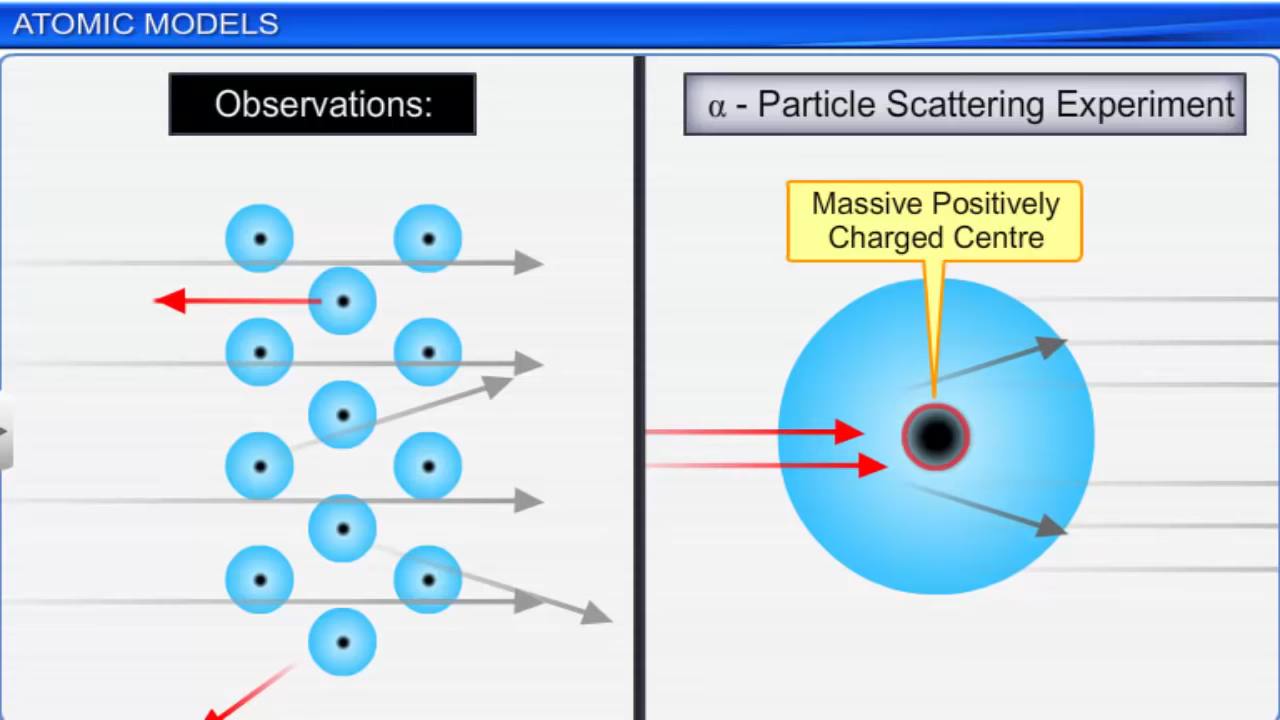 ATOMIC MODELS
Observations:
α - Particle Scattering Experiment
Massive Positively
Charged Centre